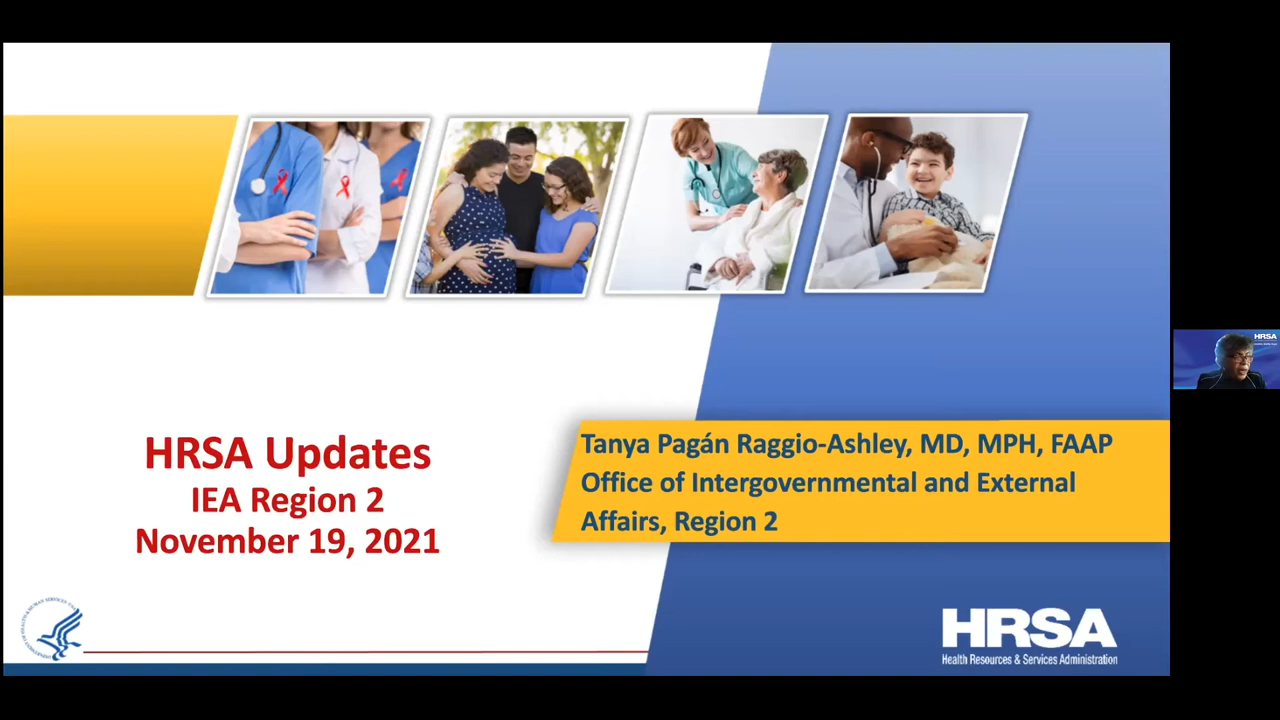 HRSA Updates
IEA Region 2
November 19, 2021
Tanya Pagán Raggio-Ashley, MD, MPH, FAAP
Office of Intergovernmental and External
Affairs, Region 2
HRSA
Health Resources & Services Administration
HRSA